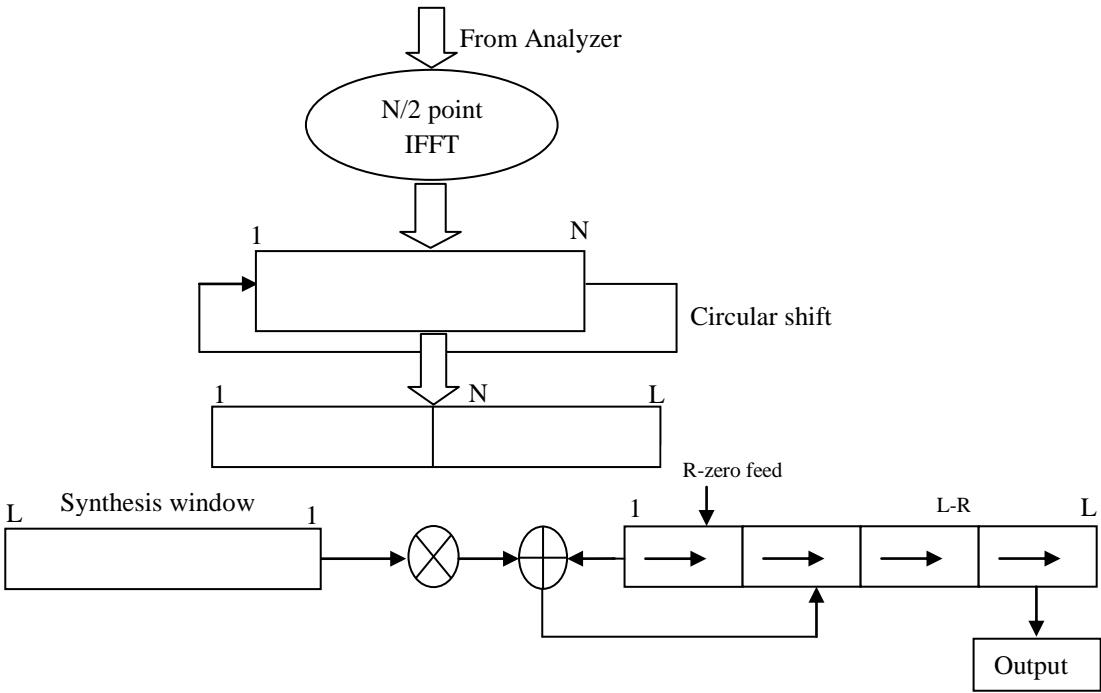 From Analyzer
N/2 point
IFFT
1
N
Circular shift
1
N
L
R-zero feed
L
Synthesis window
1
1
L-R
L
Output